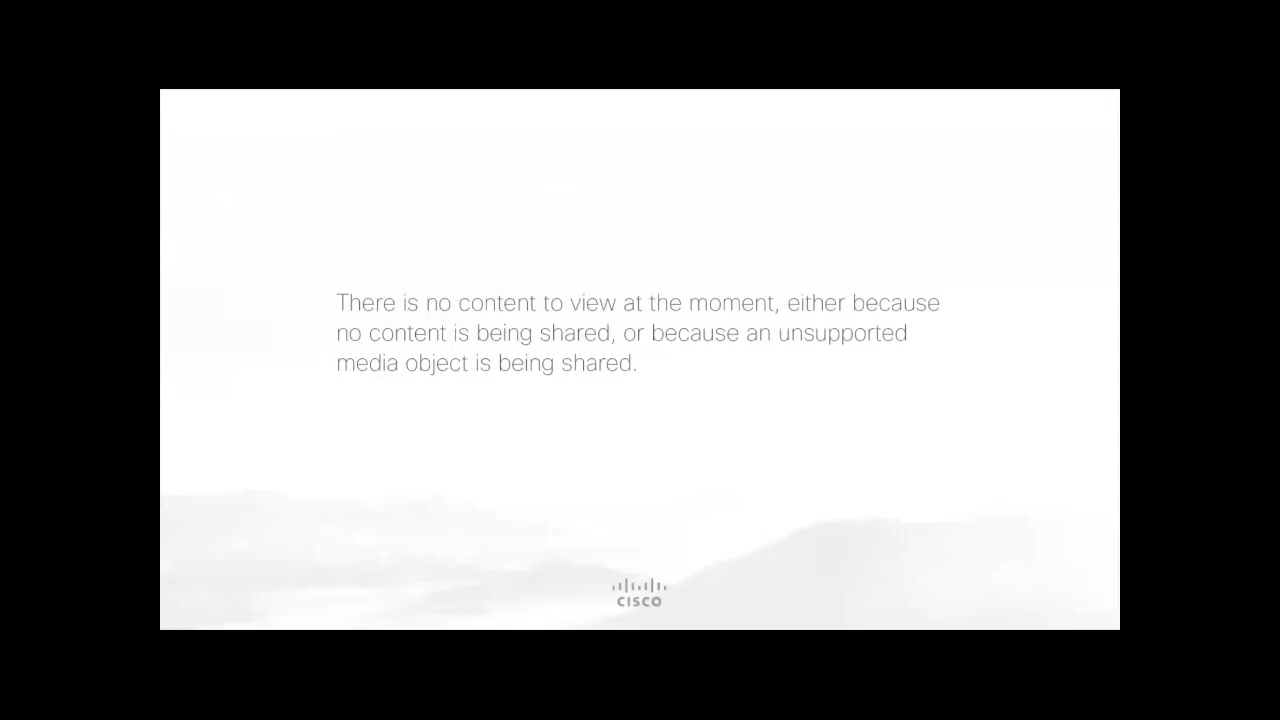 There is no content to view at the moment, either because
no content is being shared, or because an unsupported
media object is being shared.
CISCO